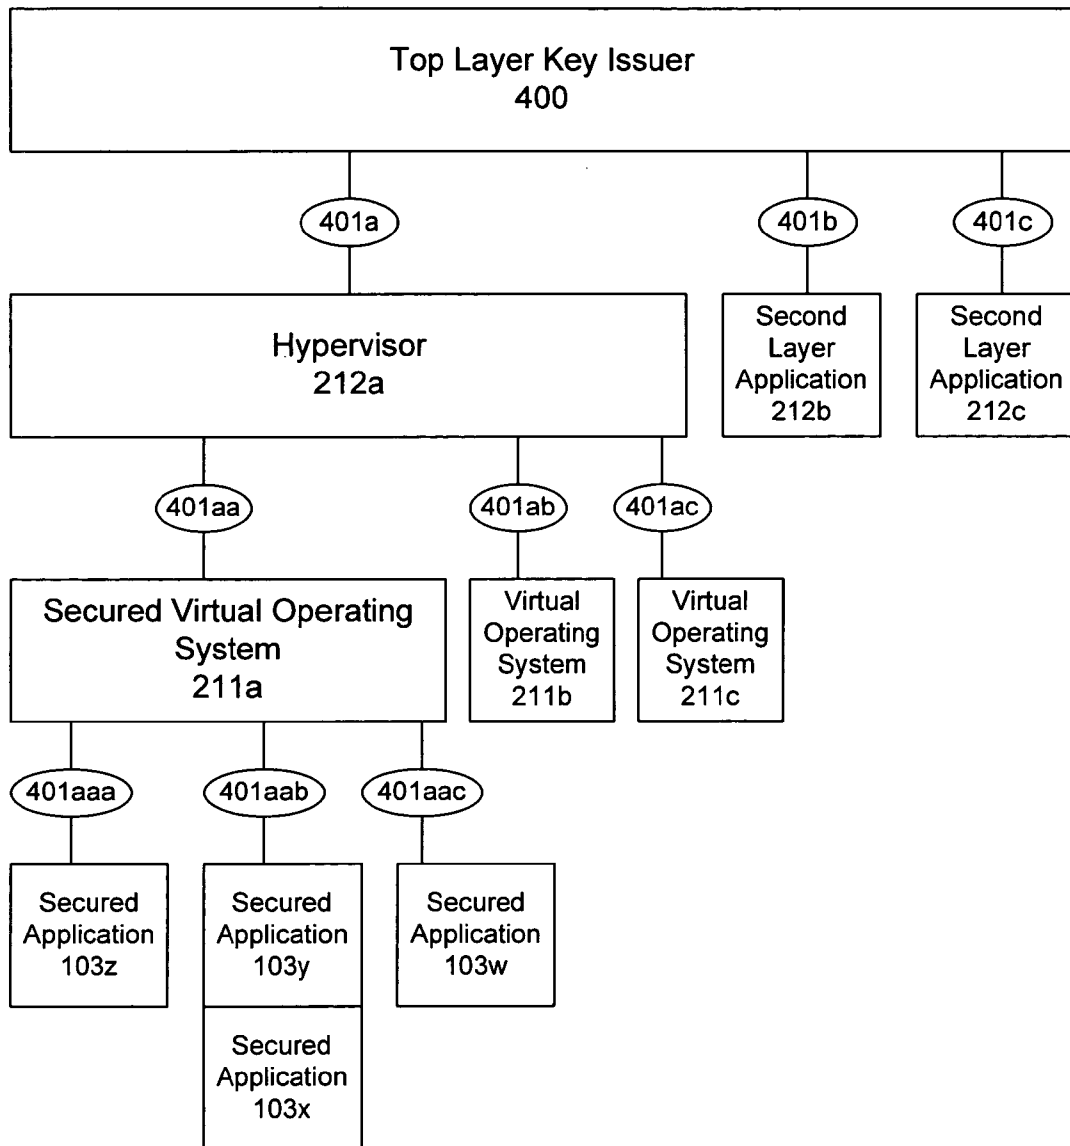 Top Layer Key Issuer
400
401a
401b
401c
Hypervisor
212a
Second
Layer
Application
212b
Second
Layer
Application
212c
401aa
401ab
401ac
Secured Virtual Operating
System
211a
Virtual
Operating
System
211b
Virtual
Operating
System
211c
401aaa
401aab
401aac
Secured
Application
103z
Secured
Application
103y
Secured
Application
103w
Secured
Application
103x